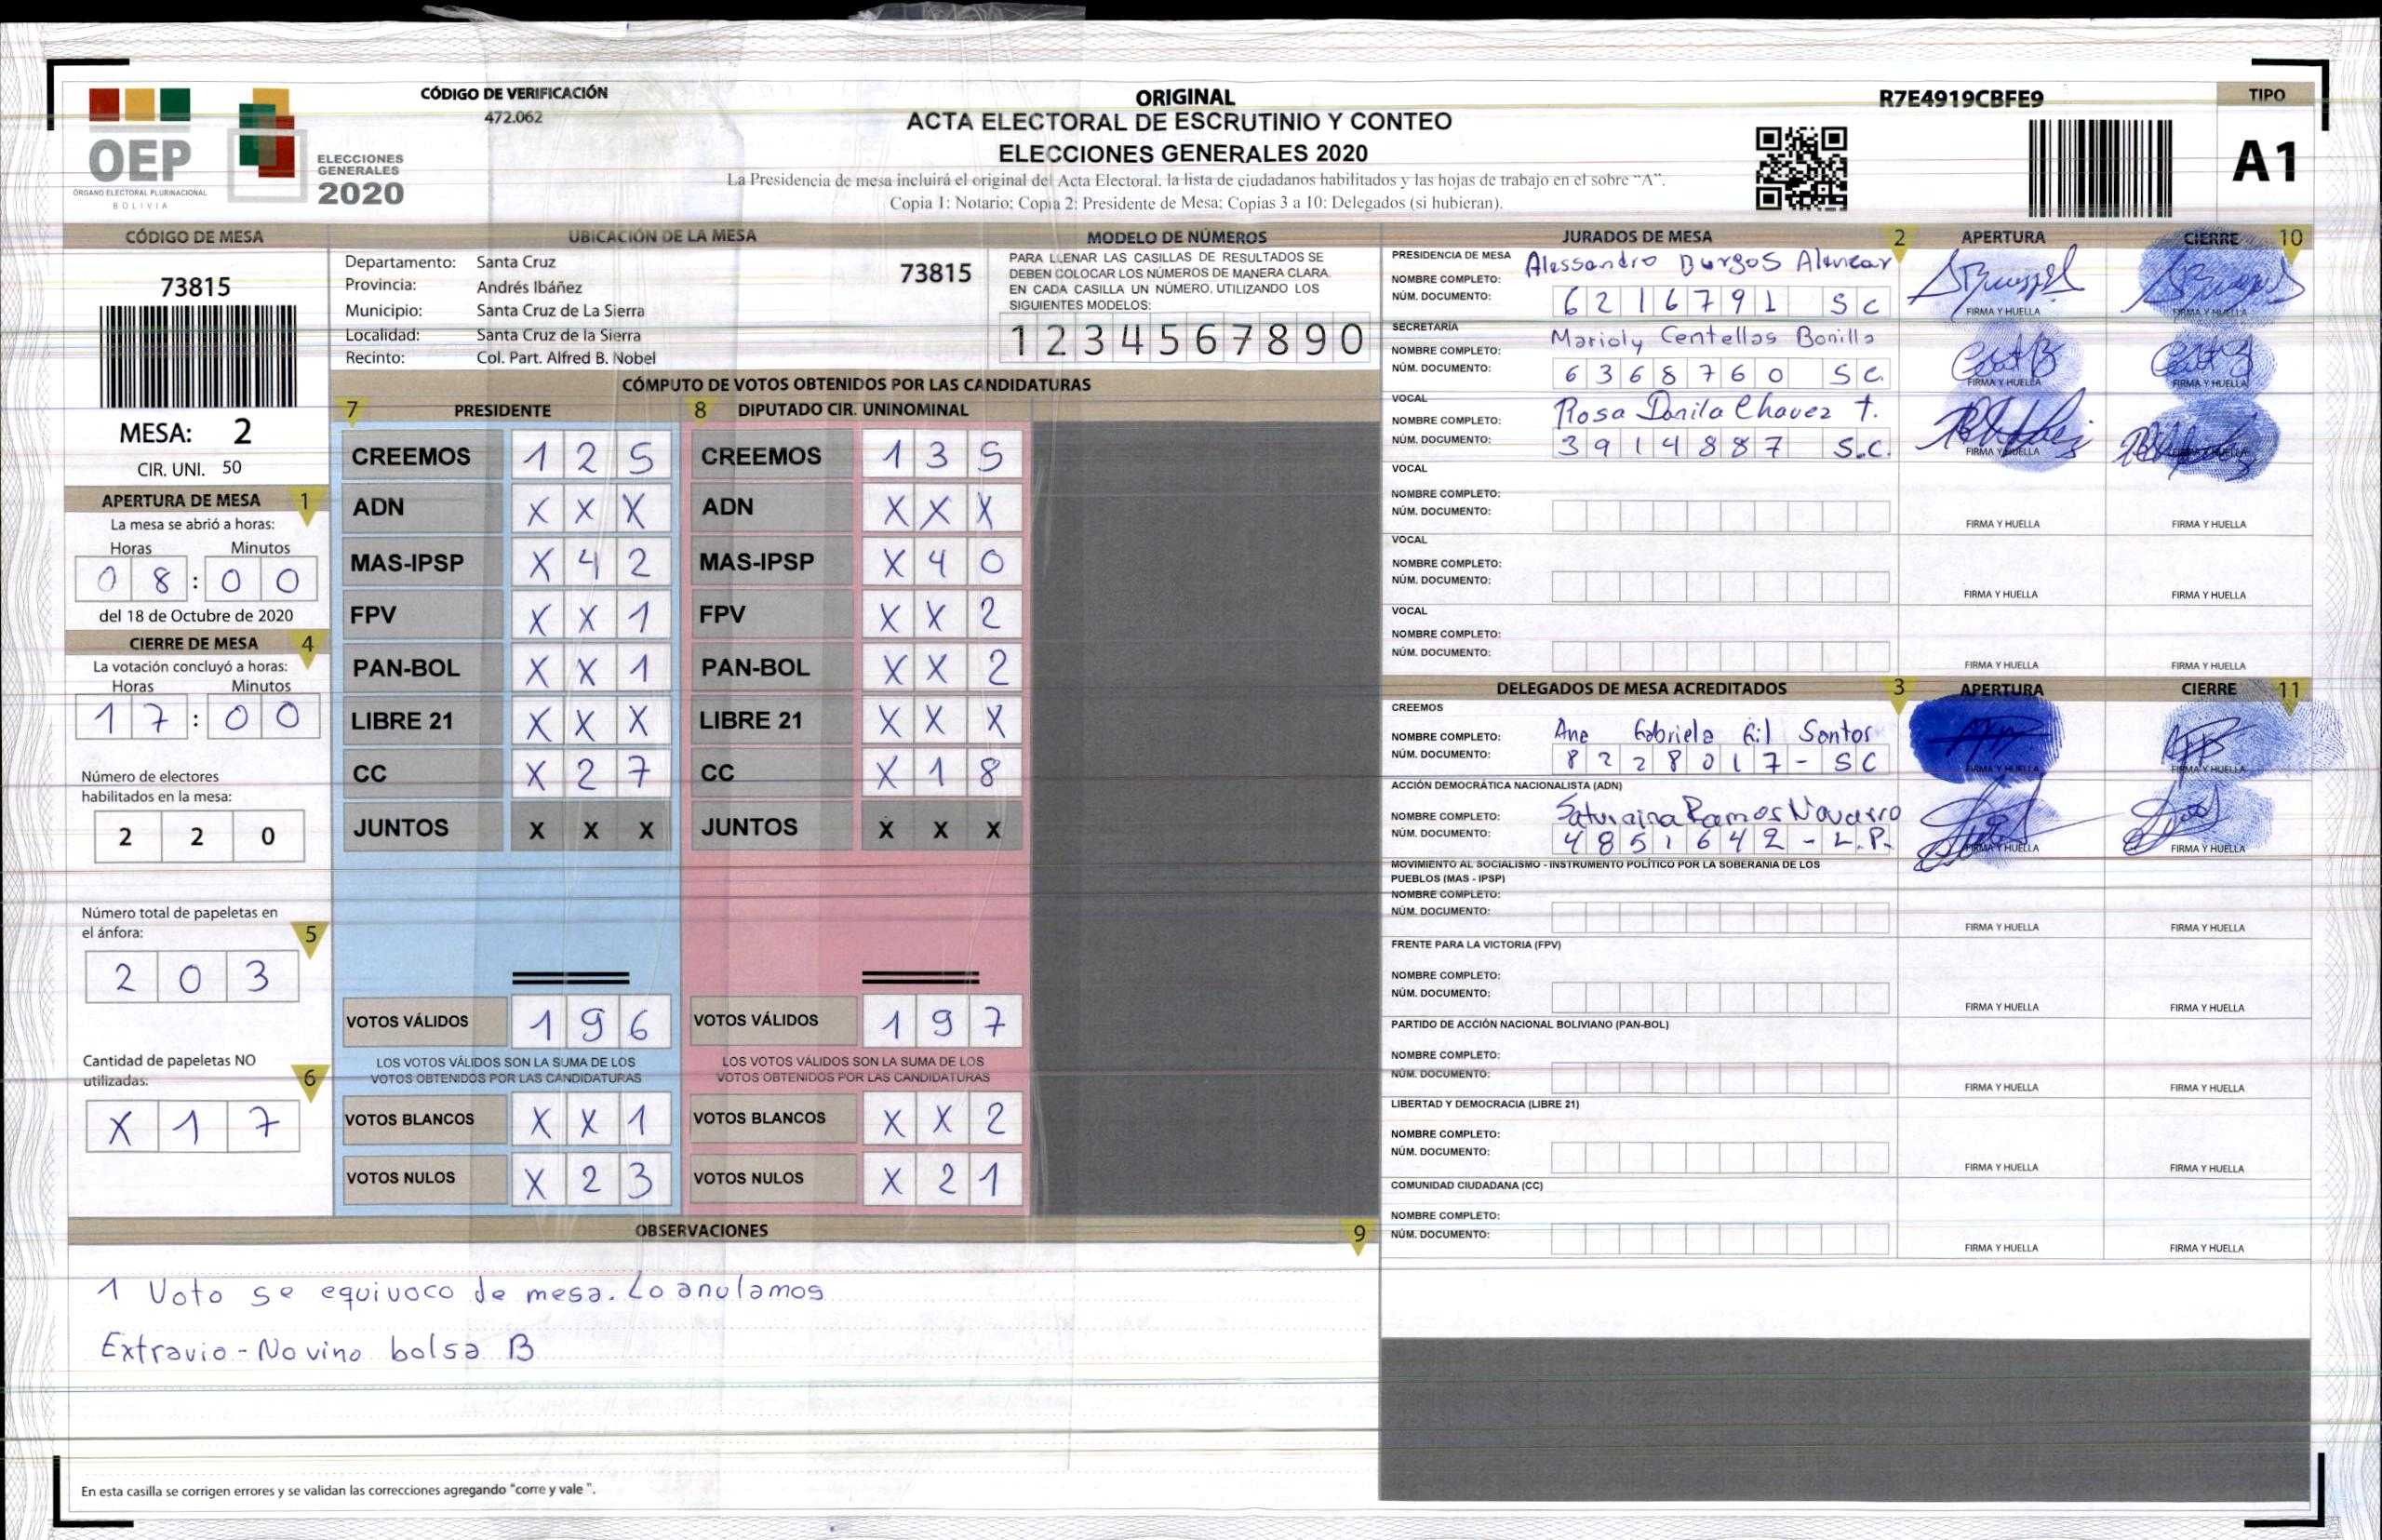 CÓDIGO DE VERIFICACIÓN
472.062
OEP
ÓRGANO ELECTORAL PLURINACIONAL
BOLIVIA
ELECCIONES
GENERALES
2020
ORIGINAL
ACTA ELECTORAL DE ESCRUTINIO Y CONTEO
ELECCIONES GENERALES 2020
La Presidencia de mesa incluirá el original del Acta Electoral, la lista de ciudadanos habilitados y las hojas de trabajo en el sobre "A".
Copia 1: Notario; Copia 2: Presidente de Mesa; Copias 3 a 10: Delegados (si hubieran).
R7E4919CBFE9
TIPO
A1
CÓDIGO DE MESA
73815
MESA: 2
CIR. UNI. 50
APERTURA DE MESA 1
La mesa se abrió a horas:
Horas Minutos
0 8 : 0 0
del 18 de Octubre de 2020
CIERRE DE MESA 4
La votación concluyó a horas:
Horas Minutos
1 7 : 0 0
Número de electores
habilitados en la mesa:
2 2 0
Número total de papeletas en
el ánfora:
5
2 0 3
Cantidad de papeletas NO
utilizadas:
6
X 1 7
UBICACIÓN DE LA MESA
Departamento: Santa Cruz
Provincia: Andrés Ibáñez
Municipio: Santa Cruz de La Sierra
Localidad: Santa Cruz de la Sierra
Recinto: Col. Part. Alfred B. Nobel
73815
MODELO DE NÚMEROS
PARA LLENAR LAS CASILLAS DE RESULTADOS SE
DEBEN COLOCAR LOS NÚMEROS DE MANERA CLARA.
EN CADA CASILLA UN NÚMERO, UTILIZANDO LOS
SIGUIENTES MODELOS:
1 2 3 4 5 6 7 8 9 0
CÓMPUTO DE VOTOS OBTENIDOS POR LAS CANDIDATURAS
7 PRESIDENTE 8 DIPUTADO CIR. UNINOMINAL
CREEMOS 1 2 5 CREEMOS 1 3 5
ADN X X X ADN X X X
MAS-IPSP X 4 2 MAS-IPSP X 4 0
FPV X X 1 FPV X X 2
PAN-BOL X X 1 PAN-BOL X X 2
LIBRE 21 X X X LIBRE 21 X X X
CC X 2 7 CC X 1 8
JUNTOS X X X JUNTOS X X X
VOTOS VÁLIDOS 1 9 6 VOTOS VÁLIDOS 1 9 7
LOS VOTOS VÁLIDOS SON LA SUMA DE LOS LOS VOTOS VÁLIDOS SON LA SUMA DE LOS
VOTOS OBTENIDOS POR LAS CANDIDATURAS VOTOS OBTENIDOS POR LAS CANDIDATURAS
VOTOS BLANCOS X X 1 VOTOS BLANCOS X X 2
VOTOS NULOS X 2 3 VOTOS NULOS X 2 1
OBSERVACIONES 9
1 Voto se equivoco de mesa. Lo anulamos
Extravio - No vino bolsa B
En esta casilla se corrigen errores y se validan las correcciones agregando "corre y vale ".
JURADOS DE MESA 2 APERTURA CIERRE 10
PRESIDENCIA DE MESA
NOMBRE COMPLETO: Alessandro Burgos
NÚM. DOCUMENTO: 6 2 1 6 7 9 1 S C
FIRMA Y HUELLA FIRMA Y HUELLA
SECRETARIA
NOMBRE COMPLETO: Marioly Centellas Bonilla
NÚM. DOCUMENTO: 6 3 6 8 7 6 0 S C.
FIRMA Y HUELLA FIRMA Y HUELLA
VOCAL
NOMBRE COMPLETO: Rosa Danila Chavez T.
NÚM. DOCUMENTO: 3 9 1 4 8 8 7 S.C.
FIRMA Y HUELLA FIRMA Y HUELLA
VOCAL
NOMBRE COMPLETO:
NÚM. DOCUMENTO:
FIRMA Y HUELLA FIRMA Y HUELLA
VOCAL
NOMBRE COMPLETO:
NÚM. DOCUMENTO:
FIRMA Y HUELLA FIRMA Y HUELLA
VOCAL
NOMBRE COMPLETO:
NÚM. DOCUMENTO:
FIRMA Y HUELLA FIRMA Y HUELLA
DELEGADOS DE MESA ACREDITADOS 3 APERTURA CIERRE 11
CREEMOS
NOMBRE COMPLETO: Ana Gabriela Gil Santos
NÚM. DOCUMENTO: 8 2 2 8 0 1 7 - S C
FIRMA Y HUELLA FIRMA Y HUELLA
ACCIÓN DEMOCRÁTICA NACIONALISTA (ADN)
NOMBRE COMPLETO: Saturnina Ramos Navarro
NÚM. DOCUMENTO: 4 8 5 1 6 4 2 - L.P.
FIRMA Y HUELLA FIRMA Y HUELLA
MOVIMIENTO AL SOCIALISMO - INSTRUMENTO POLÍTICO POR LA SOBERANIA DE LOS
PUEBLOS (MAS - IPSP)
NOMBRE COMPLETO:
NÚM. DOCUMENTO:
FIRMA Y HUELLA FIRMA Y HUELLA
FRENTE PARA LA VICTORIA (FPV)
NOMBRE COMPLETO:
NÚM. DOCUMENTO:
FIRMA Y HUELLA FIRMA Y HUELLA
PARTIDO DE ACCIÓN NACIONAL BOLIVIANO (PAN-BOL)
NOMBRE COMPLETO:
NÚM. DOCUMENTO:
FIRMA Y HUELLA FIRMA Y HUELLA
LIBERTAD Y DEMOCRACIA (LIBRE 21)
NOMBRE COMPLETO:
NÚM. DOCUMENTO:
FIRMA Y HUELLA FIRMA Y HUELLA
COMUNIDAD CIUDADANA (CC)
NOMBRE COMPLETO:
NÚM. DOCUMENTO:
FIRMA Y HUELLA FIRMA Y HUELLA